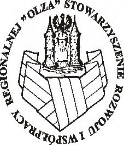 STOWARZYSZENIE ROZWOJU I WSPÓŁPRACY REGIONALNEJ "OLZA"